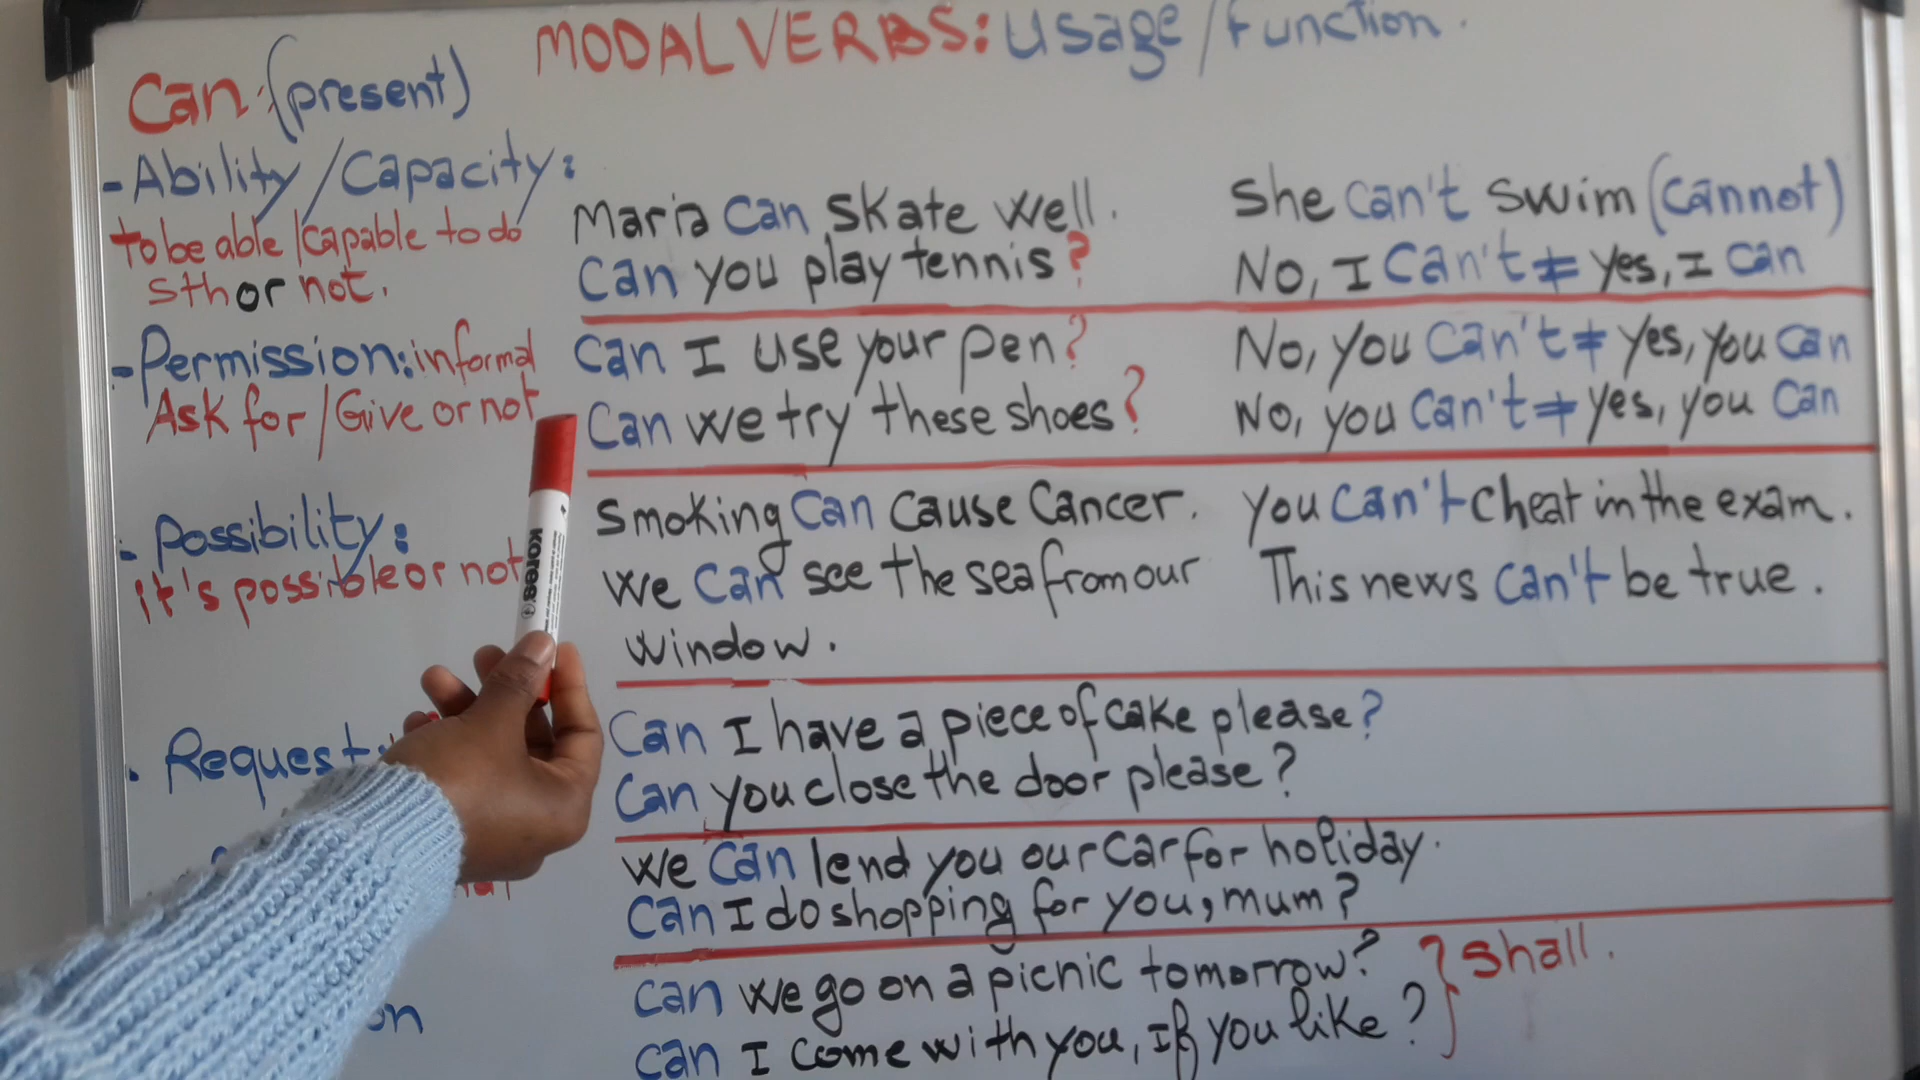 MODAL VERBS: Usage/Function.
Can: (present)
- Ability/Capacity:
to be able/capable to do
sth or not.
Maria can skate well. She can't swim (cannot)
Can you play tennis? No, I can't ≠ yes, I can
- Permission: informal
Ask for/Give or not
Can I use your pen? No, you can't ≠ yes, you can
Can we try these shoes? No, you can't ≠ yes, you can
- Possibility:
it's possible or not
Smoking can cause cancer. you can't cheat in the exam.
we can see the sea from our This news can't be true.
window.
Kores
. Request:
Can I have a piece of cake please?
Can you close the door please?
we can lend you our car for holiday.
Can I do shopping for you, mum?
can we go on a picnic tomorrow? } shall.
can I come with you, If you like?